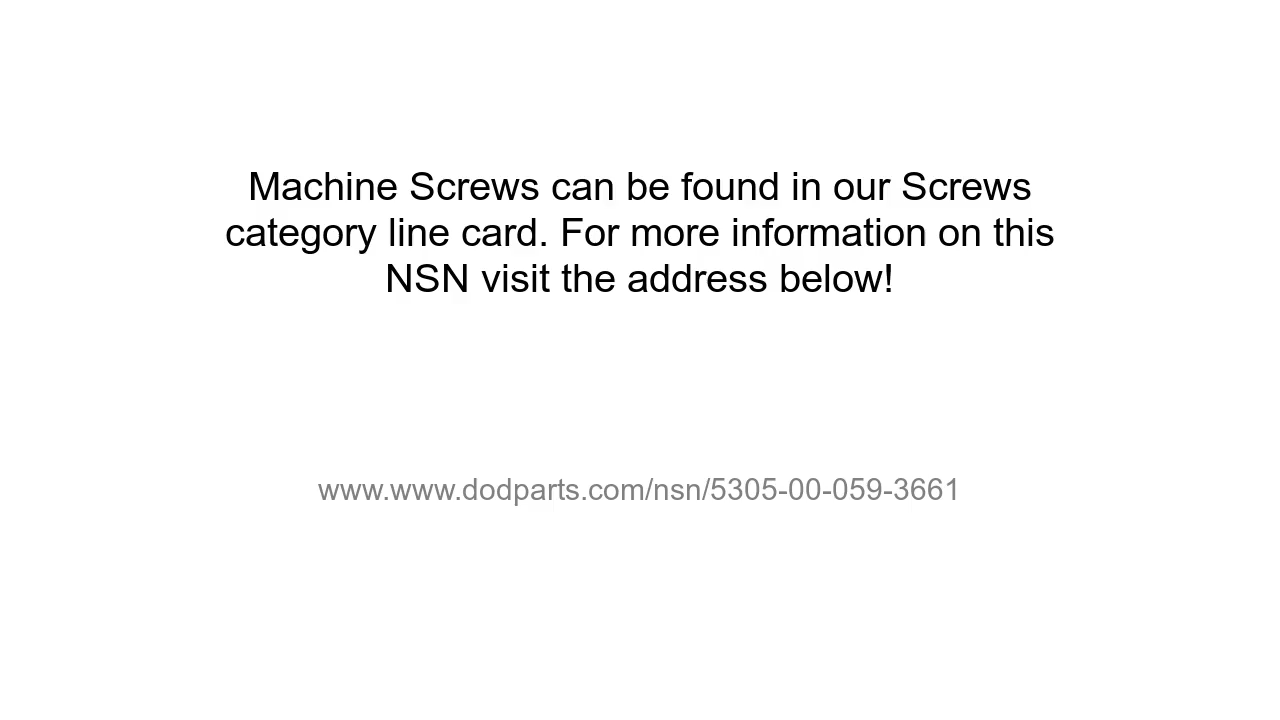 Machine Screws can be found in our Screws
category line card. For more information on this
NSN visit the address below!
www.www.dodparts.com/nsn/5305-00-059-3661